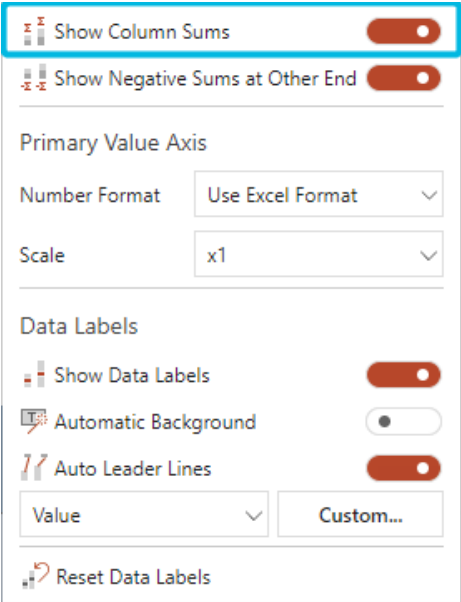 Show Column Sums
Show Negative Sums at Other End
Primary Value Axis
Number Format Use Excel Format
Scale x1
Data Labels
Show Data Labels
Automatic Background
Auto Leader Lines
Value Custom...
Reset Data Labels